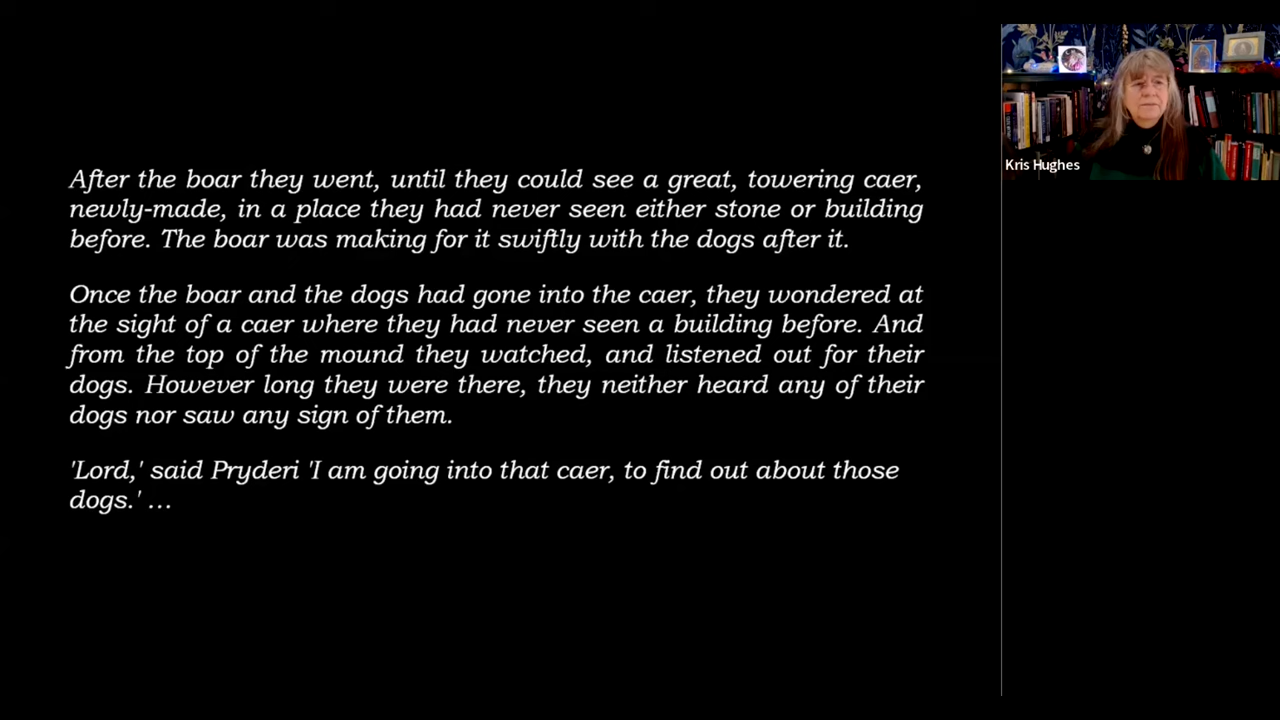 After the boar they went, until they could see a great, towering caer,
newly-made, in a place they had never seen either stone or building
before. The boar was making for it swiftly with the dogs after it.
Once the boar and the dogs had gone into the caer, they wondered at
the sight of a caer where they had never seen a building before. And
from the top of the mound they watched, and listened out for their
dogs. However long they were there, they neither heard any of their
dogs nor saw any sign of them.
'Lord,' said Pryderi 'I am going into that caer, to find out about those
dogs.' ...
Kris Hughes